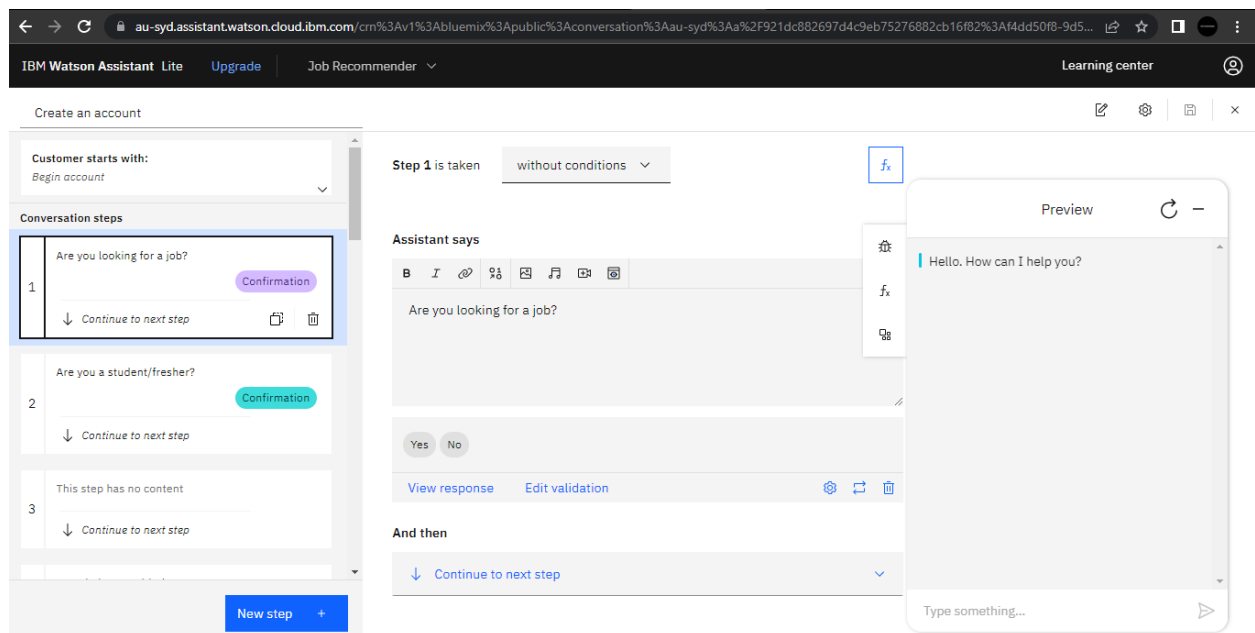 au-syd.assistant.watson.cloud.ibm.com/crn%3Av1%3Abluemix%3Apublic%3Aconversation%3Aau-syd%3Aa%2F921dc882697d4c9eb75276882cb16f82%3Af4dd50f8-9d5...
IBM Watson Assistant Lite Upgrade Job Recommender Learning center
Create an account
Customer starts with:
Begin account
Conversation steps
1
Are you looking for a job?
Confirmation
Continue to next step
2
Are you a student/fresher?
Confirmation
Continue to next step
3
This step has no content
Continue to next step
New step +
Step 1 is taken without conditions
fx
Assistant says
B I
Are you looking for a job?
Yes No
View response Edit validation
And then
Continue to next step
fx
Preview
Hello. How can I help you?
Type something...